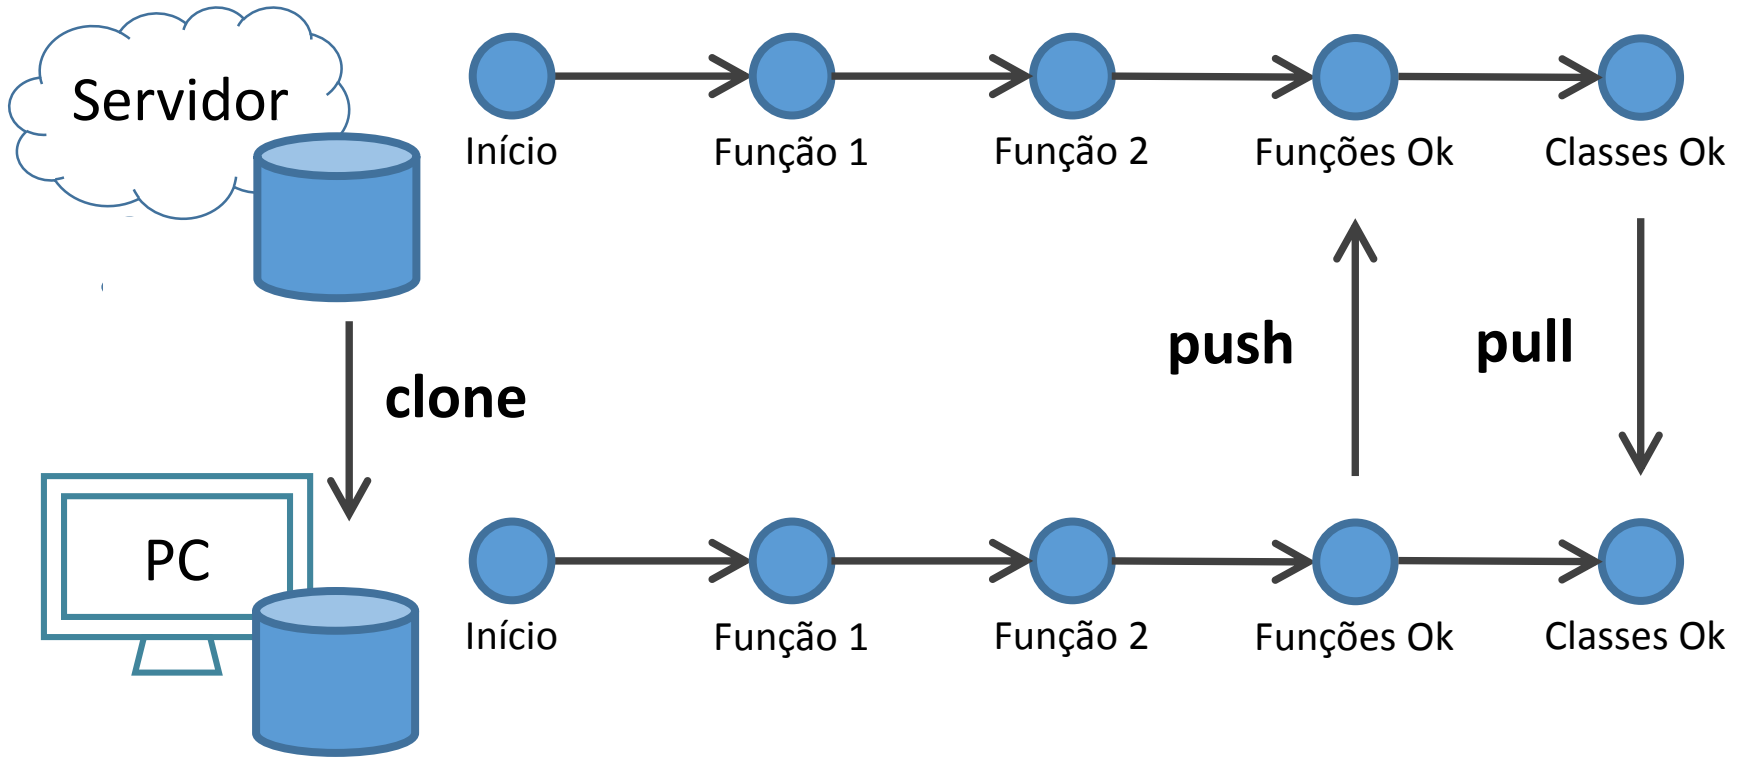 Servidor
Início
Função 1
Função 2
Funções Ok
Classes Ok
clone
push
pull
PC
Início
Função 1
Função 2
Funções Ok
Classes Ok